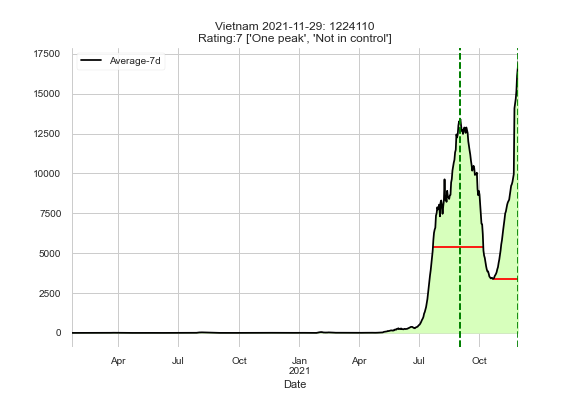 Vietnam 2021-11-29: 1224110
Rating:7 ['One peak', 'Not in control']
Average-7d
17500
15000
12500
10000
7500
5000
2500
0
Apr Jul Oct Jan Apr Jul Oct
2021
Date